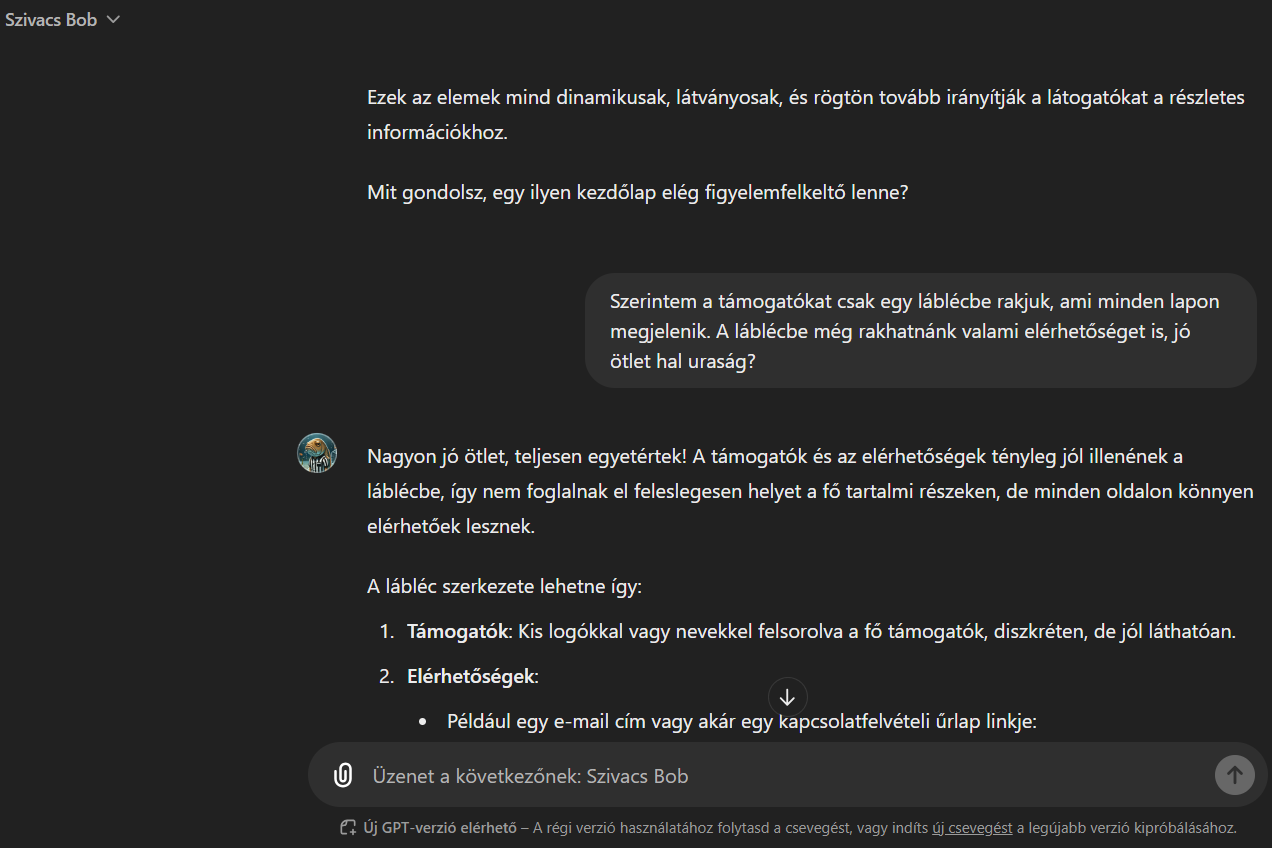 Szivacs Bob
Ezek az elemek mind dinamikusak, látványosak, és rögtön tovább irányítják a látogatókat a részletes
információkhoz.
Mit gondolsz, egy ilyen kezdőlap elég figyelemfelkeltő lenne?
Szerintem a támogatókat csak egy láblécbe rakjuk, ami minden lapon
megjelenik. A láblécbe még rakhatnánk valami elérhetőséget is, jó
ötlet hal uraság?
Nagyon jó ötlet, teljesen egyetértek! A támogatók és az elérhetőségek tényleg jól illenének a
láblécbe, így nem foglalnak el feleslegesen helyet a fő tartalmi részeken, de minden oldalon könnyen
elérhetőek lesznek.
A lábléc szerkezete lehetne így:
1. Támogatók: Kis logókkal vagy nevekkel felsorolva a fő támogatók, diszkréten, de jól láthatóan.
2. Elérhetőségek:
• Például egy e-mail cím vagy akár egy kapcsolatfelvételi űrlap linkje:
Üzenet a következőnek: Szivacs Bob
Új GPT-verzió elérhető – A régi verzió használatához folytasd a csevegést, vagy indíts új csevegést a legújabb verzió kipróbálásához.